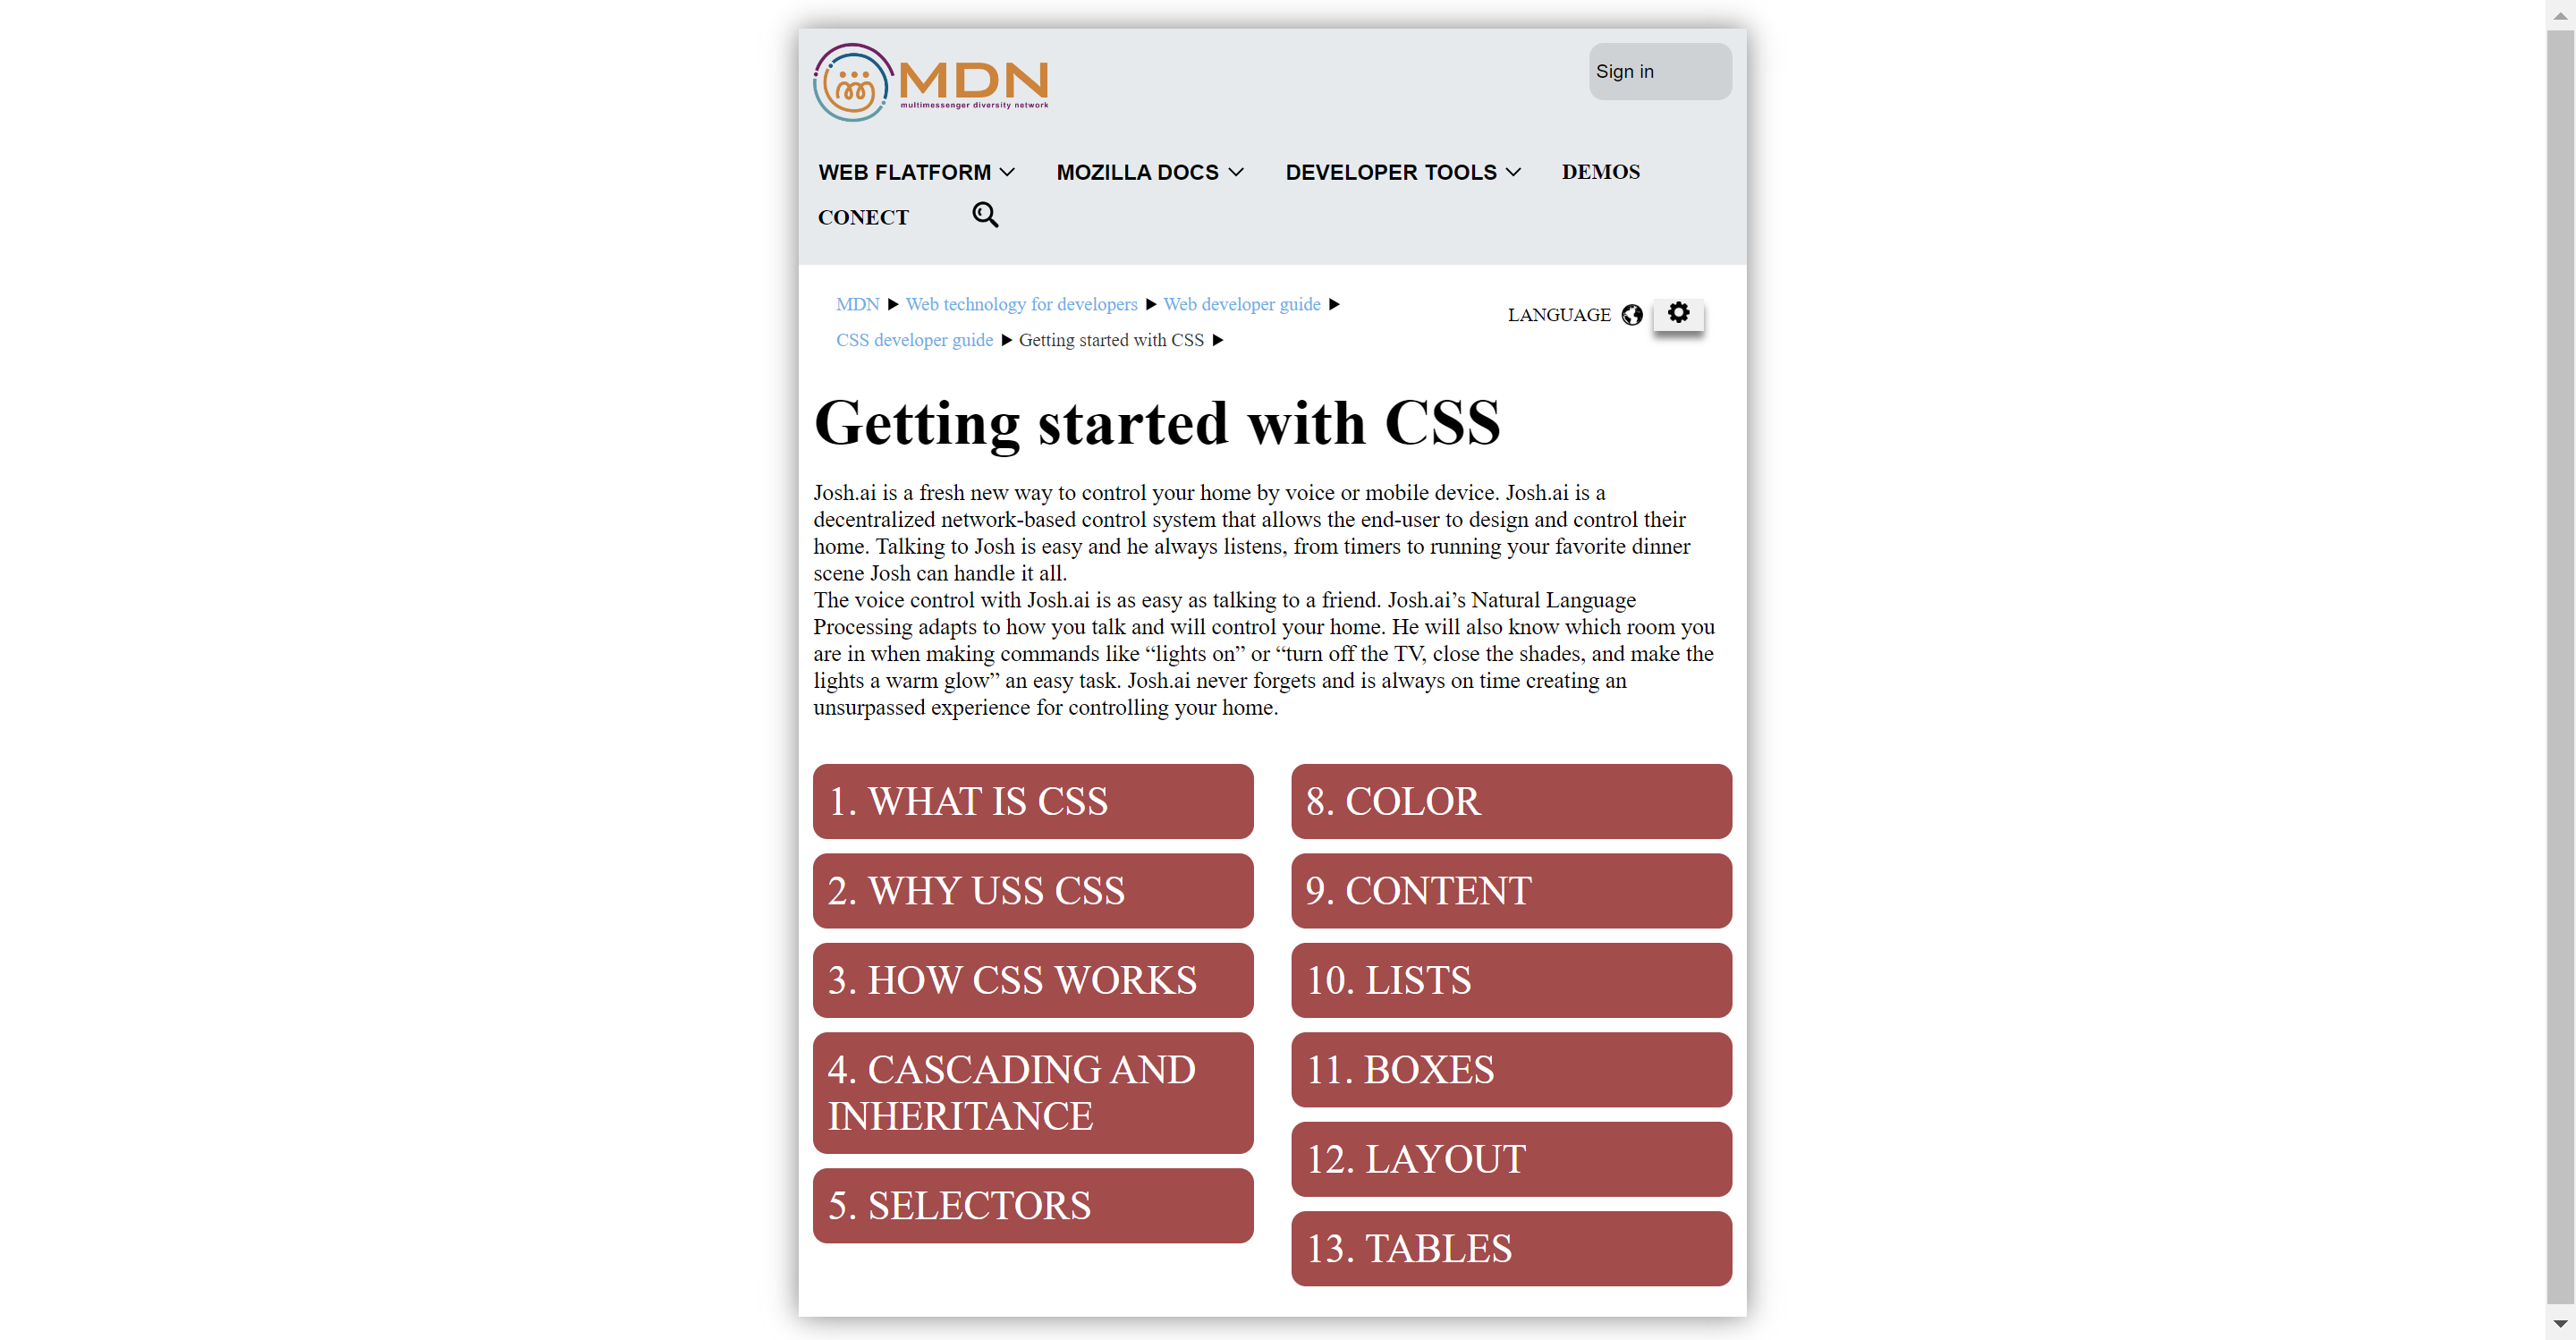 MDN
multimessenger diversity network
Sign in
WEB FLATFORM
MOZILLA DOCS
DEVELOPER TOOLS
DEMOS
CONECT
MDN Web technology for developers Web developer guide
CSS developer guide Getting started with CSS
LANGUAGE
Getting started with CSS
Josh.ai is a fresh new way to control your home by voice or mobile device. Josh.ai is a
decentralized network-based control system that allows the end-user to design and control their
home. Talking to Josh is easy and he always listens, from timers to running your favorite dinner
scene Josh can handle it all.
The voice control with Josh.ai is as easy as talking to a friend. Josh.ai’s Natural Language
Processing adapts to how you talk and will control your home. He will also know which room you
are in when making commands like “lights on” or “turn off the TV, close the shades, and make the
lights a warm glow” an easy task. Josh.ai never forgets and is always on time creating an
unsurpassed experience for controlling your home.
1. WHAT IS CSS
2. WHY USS CSS
3. HOW CSS WORKS
4. CASCADING AND
INHERITANCE
5. SELECTORS
8. COLOR
9. CONTENT
10. LISTS
11. BOXES
12. LAYOUT
13. TABLES